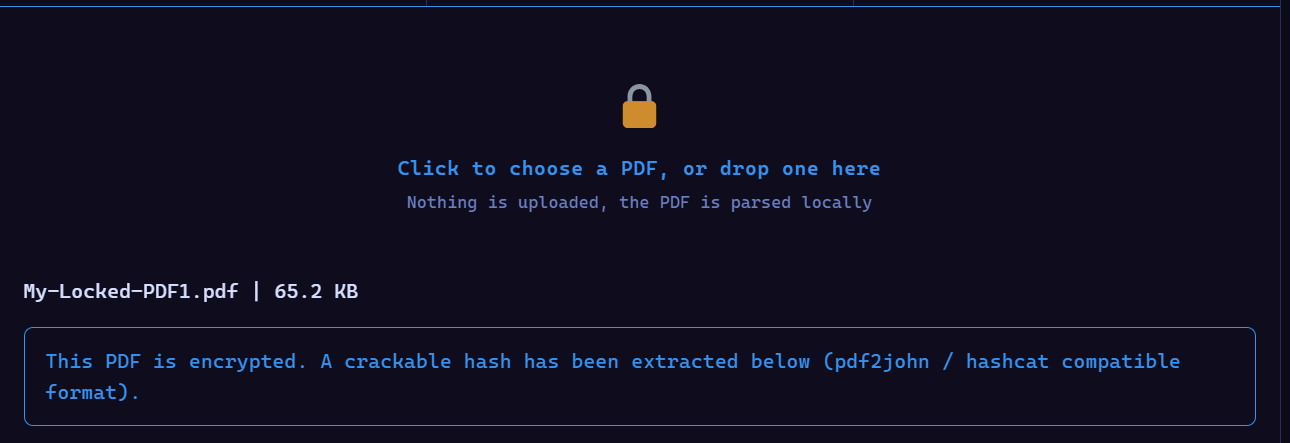 Click to choose a PDF, or drop one here
Nothing is uploaded, the PDF is parsed locally
My-Locked-PDF1.pdf | 65.2 KB
This PDF is encrypted. A crackable hash has been extracted below (pdf2john / hashcat compatible
format).